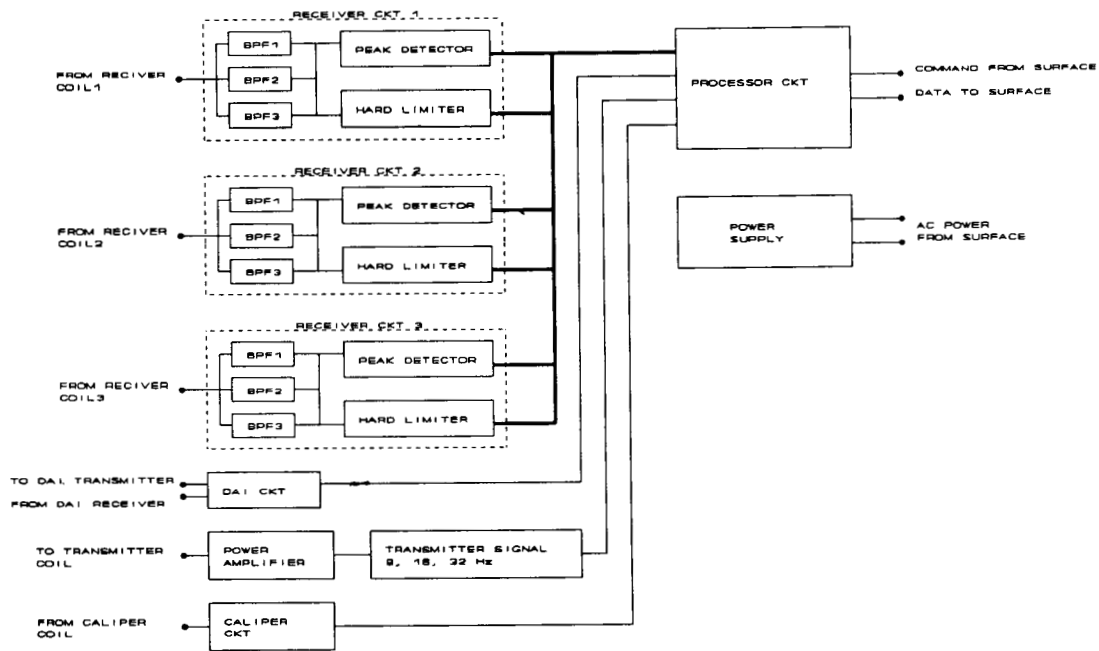 RECEIVER CKT 1
BPF1
PEAK DETECTOR
FROM RECIVER
COIL1
BPF2
BPF3
HARD LIMITER
PROCESSOR CKT
COMMAND FROM SURFACE
DATA TO SURFACE
RECEIVER CKT 2
BPF1
PEAK DETECTOR
FROM RECIVER
COIL2
BPF2
BPF3
HARD LIMITER
POWER
SUPPLY
AC POWER
FROM SURFACE
RECEIVER CKT 3
BPF1
PEAK DETECTOR
FROM RECIVER
COIL3
BPF2
BPF3
HARD LIMITER
TO DAI, TRANSMITTER
FROM DAI RECEIVER
DAI CKT
TO TRANSMITTER
COIL
POWER
AMPLIFIER
TRANSMITTER SIGNAL
8, 16, 32 Hz
FROM CALIPER
COIL
CALIPER
CKT